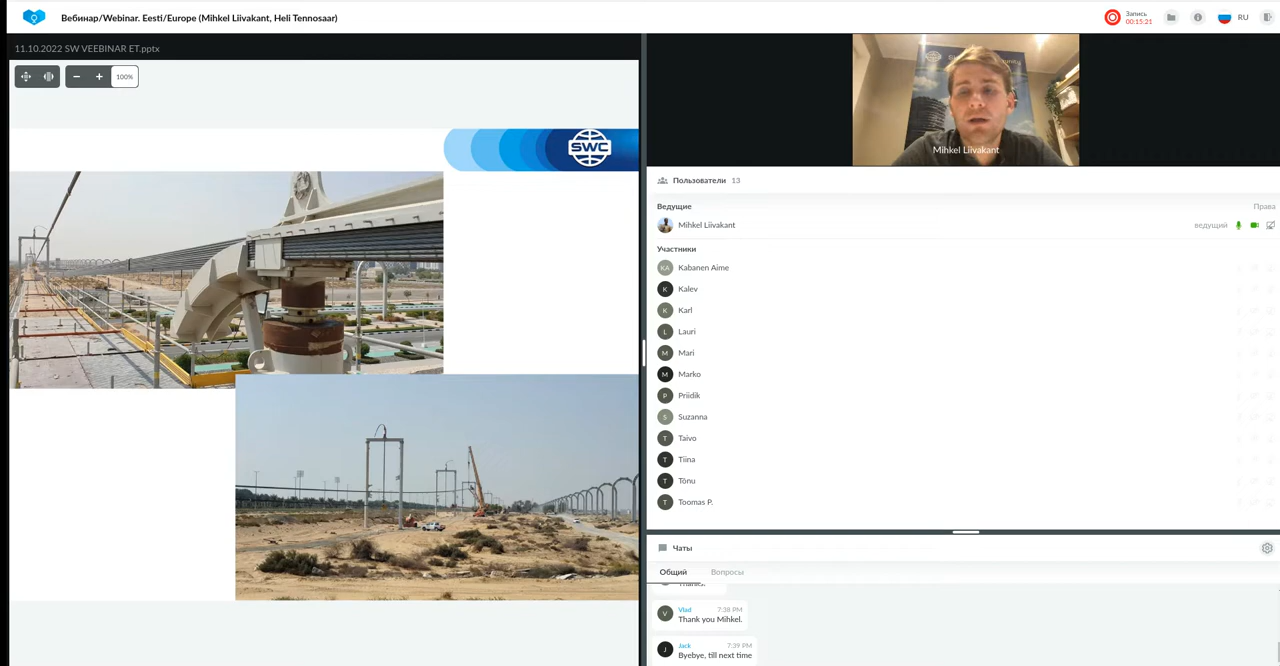 Вебинар/Webinar. Eesti/Europe (Mihkel Liivakant, Heli Tennosaar)
Запись
00:15:21
RU
11.10.2022 SW VEEBINAR ET.pptx
100%
SWC
Mihkel Liivakant
Пользователи 13
Ведущие
Права
Mihkel Liivakant
ведущий
Участники
KA Kabanen Aime
K Kalev
K Karl
L Lauri
M Mari
M Marko
P Priidik
S Suzanna
T Taivo
T Tiina
T Tõnu
T Toomas P.
Чаты
Общий
Вопросы
Thanks.
V Vlad 7:38 PM
Thank you Mihkel.
J Jack 7:39 PM
Byebye, till next time